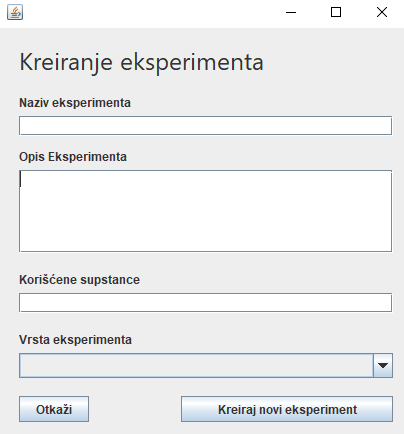 Kreiranje eksperimenta
Naziv eksperimenta
Opis Eksperimenta
Korišćene supstance
Vrsta eksperimenta
Otkaži
Kreiraj novi eksperiment